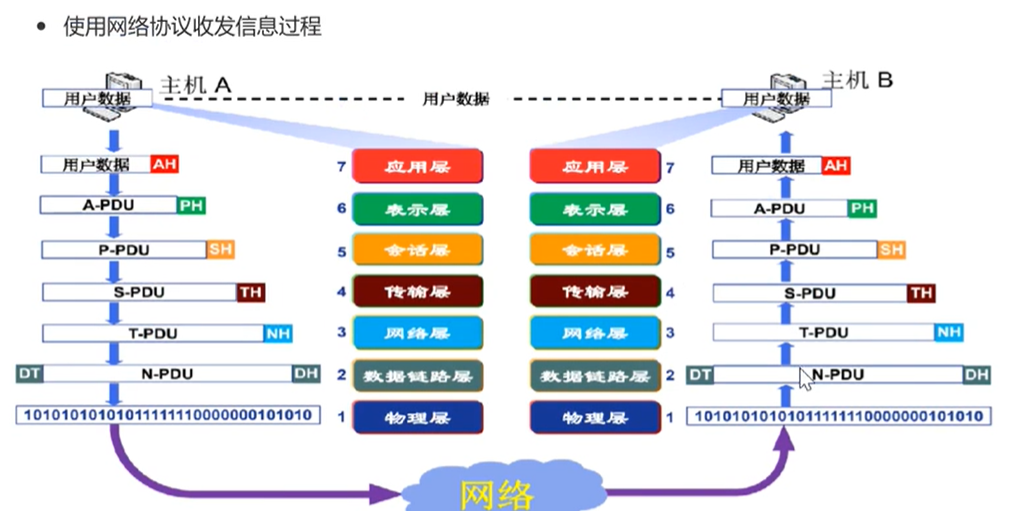 使用网络协议收发信息过程
主机 A
用户数据
用户数据
主机 B
用户数据
用户数据 AH
7 应用层
应用层 7
用户数据 AH
A-PDU PH
6 表示层
表示层 6
A-PDU PH
P-PDU SH
5 会话层
会话层 5
P-PDU SH
S-PDU TH
4 传输层
传输层 4
S-PDU TH
T-PDU NH
3 网络层
网络层 3
T-PDU NH
DT N-PDU DH
2 数据链路层
数据链路层 2
DT N-PDU DH
10101010101011111110000000101010
1 物理层
物理层 1
10101010101011111110000000101010
网络